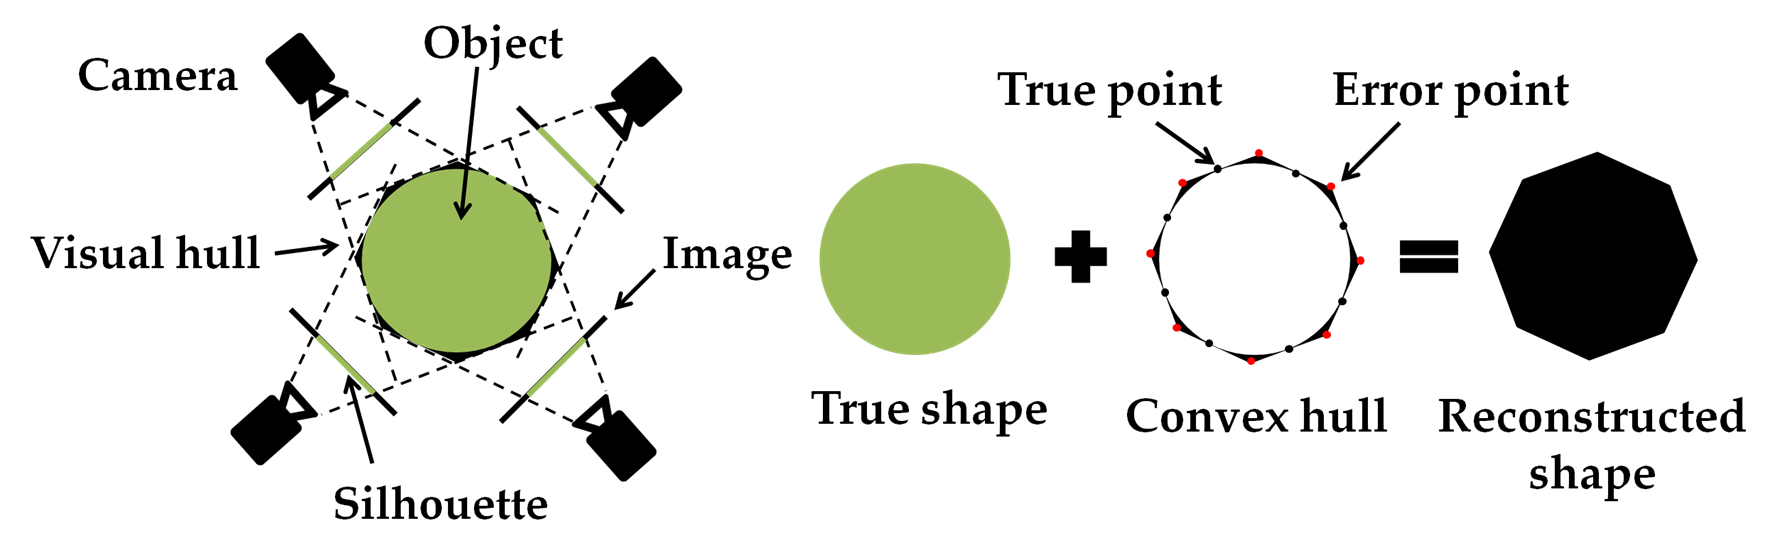 Object
Camera
True point
Error point
Visual hull
Image
True shape
Convex hull
Reconstructed
shape
Silhouette